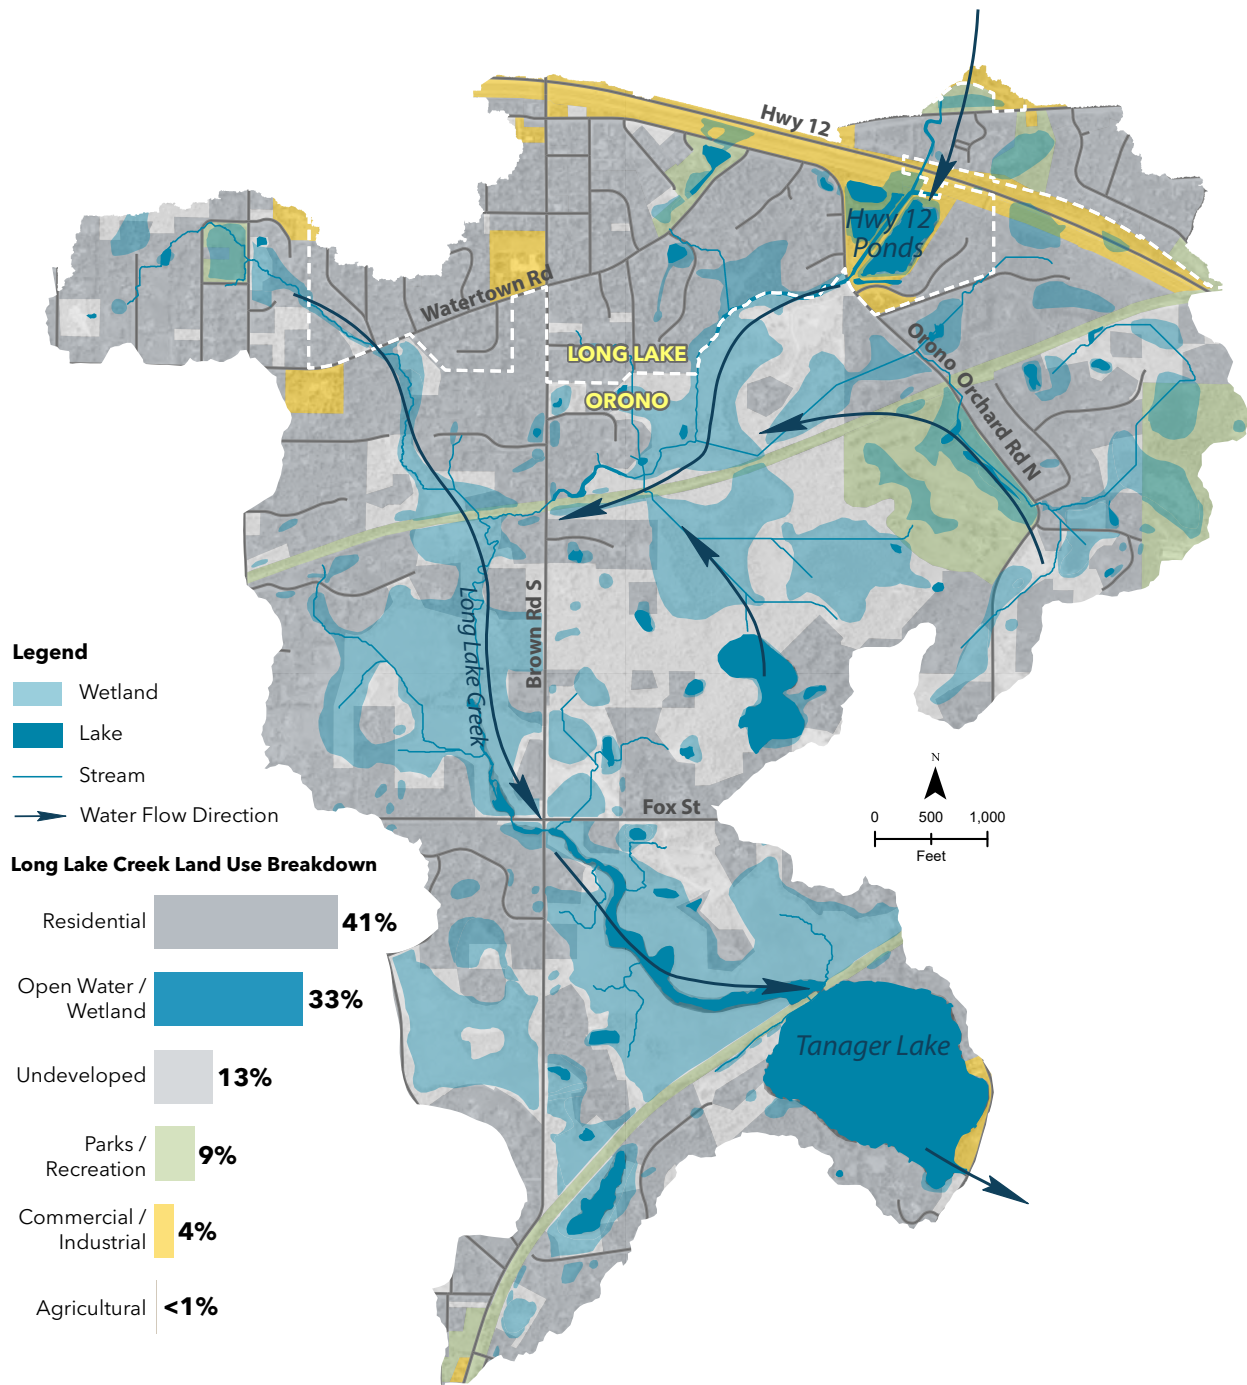 Hwy 12
Hwy 12
Ponds
Watertown Rd
LONG LAKE
ORONO
Orono Orchard Rd N
Long Lake Creek
Brown Rd S
Fox St
Tanager Lake
N
0 500 1,000
Feet
Legend
Wetland
Lake
Stream
Water Flow Direction
Long Lake Creek Land Use Breakdown
Residential 41%
Open Water /
Wetland 33%
Undeveloped 13%
Parks /
Recreation 9%
Commercial /
Industrial 4%
Agricultural <1%